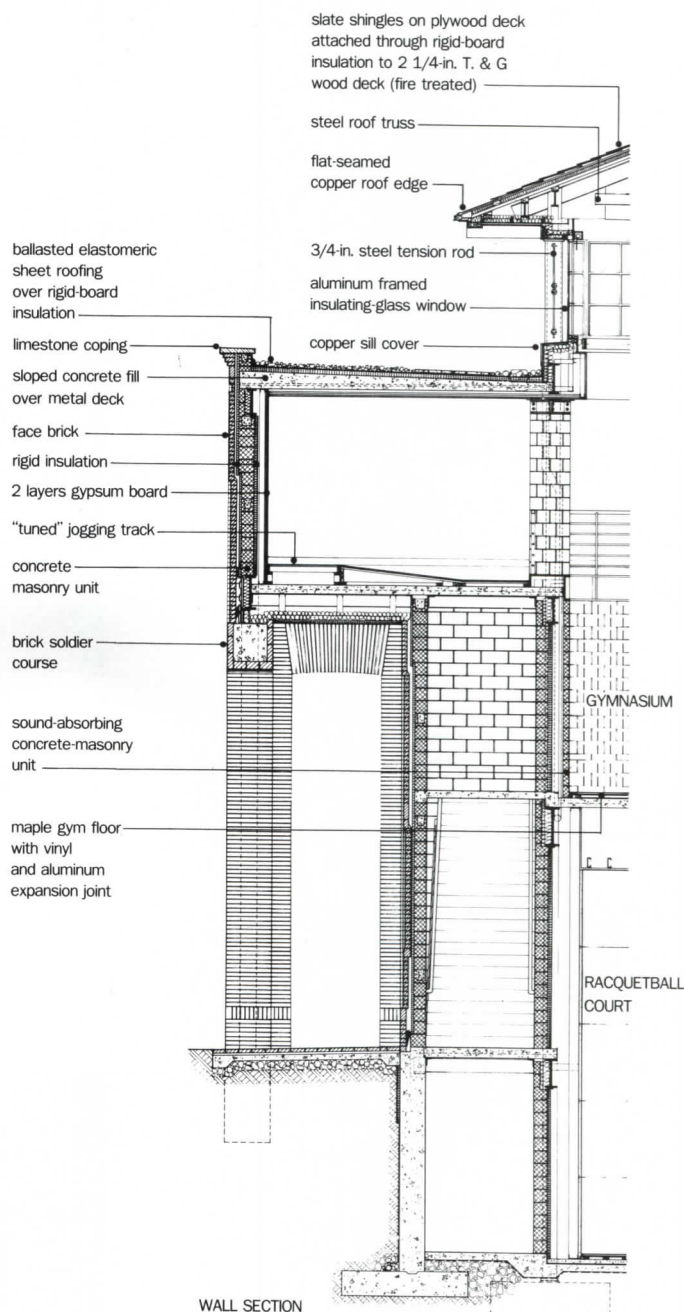 slate shingles on plywood deck
attached through rigid-board
insulation to 2 1/4-in. T. & G
wood deck (fire treated)
steel roof truss
flat-seamed
copper roof edge
3/4-in. steel tension rod
aluminum framed
insulating-glass window
copper sill cover
ballasted elastomeric
sheet roofing
over rigid-board
insulation
limestone coping
sloped concrete fill
over metal deck
face brick
rigid insulation
2 layers gypsum board
“tuned” jogging track
concrete
masonry unit
brick soldier
course
sound-absorbing
concrete-masonry
unit
maple gym floor
with vinyl
and aluminum
expansion joint
GYMNASIUM
RACQUETBALL
COURT
WALL SECTION